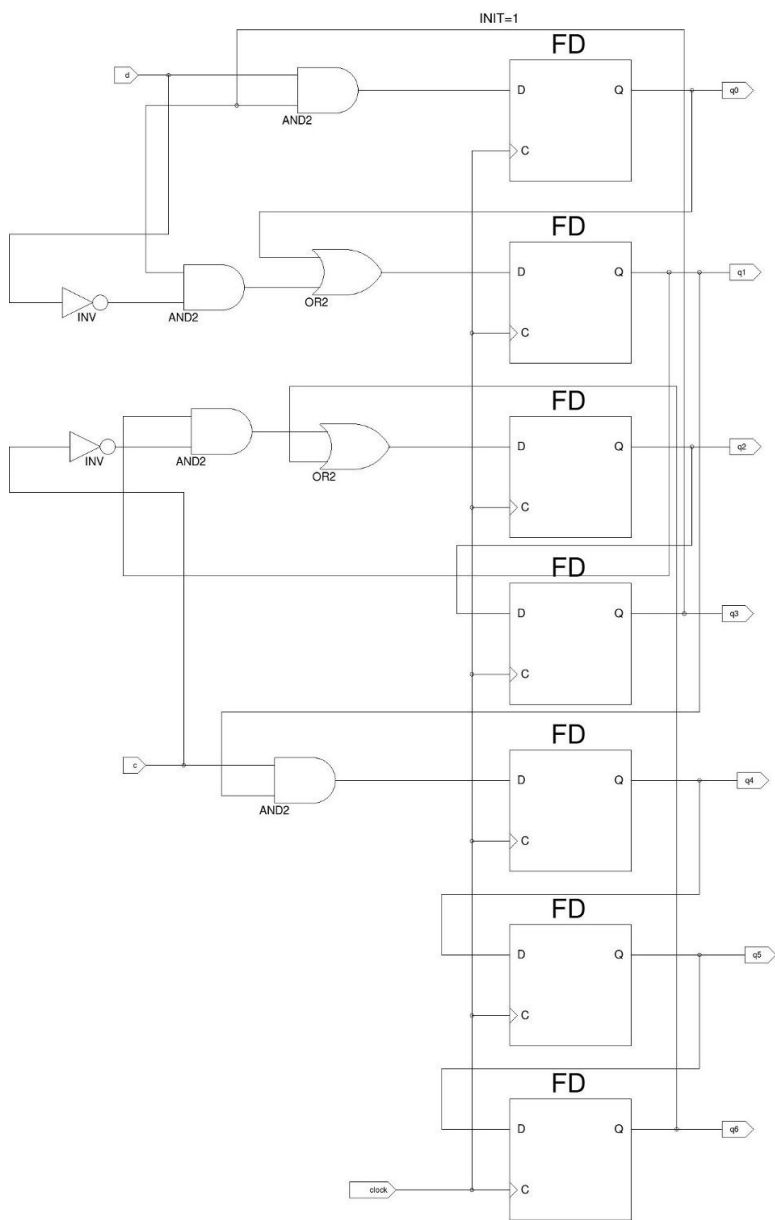 INIT=1
FD
d
D
Q
q0
AND2
C
FD
D
Q
q1
INV
AND2
OR2
C
FD
D
Q
q2
INV
AND2
OR2
C
FD
D
Q
q3
C
FD
c
D
Q
q4
AND2
C
FD
D
Q
q5
C
FD
D
Q
q6
clock
C